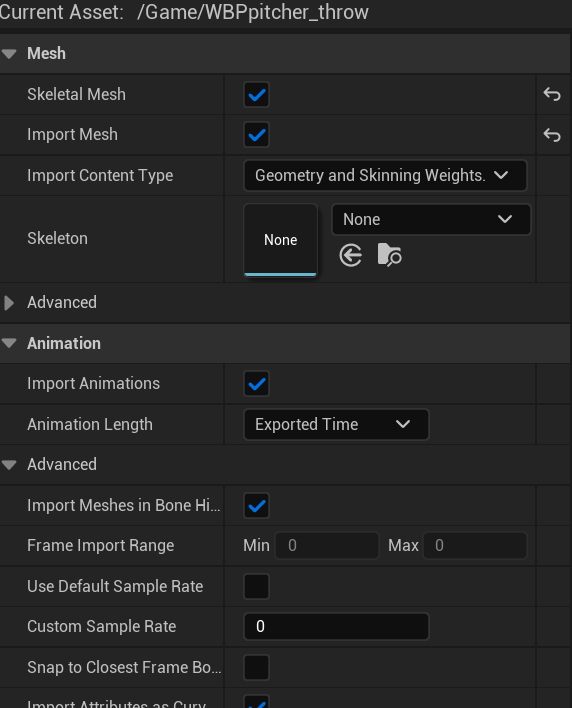 Current Asset: /Game/WBPpitcher_throw
Mesh
Skeletal Mesh
Import Mesh
Import Content Type Geometry and Skinning Weights.
Skeleton None None
Advanced
Animation
Import Animations
Animation Length Exported Time
Advanced
Import Meshes in Bone Hi...
Frame Import Range Min 0 Max 0
Use Default Sample Rate
Custom Sample Rate 0
Snap to Closest Frame Bo...
Import Attributes as Curv